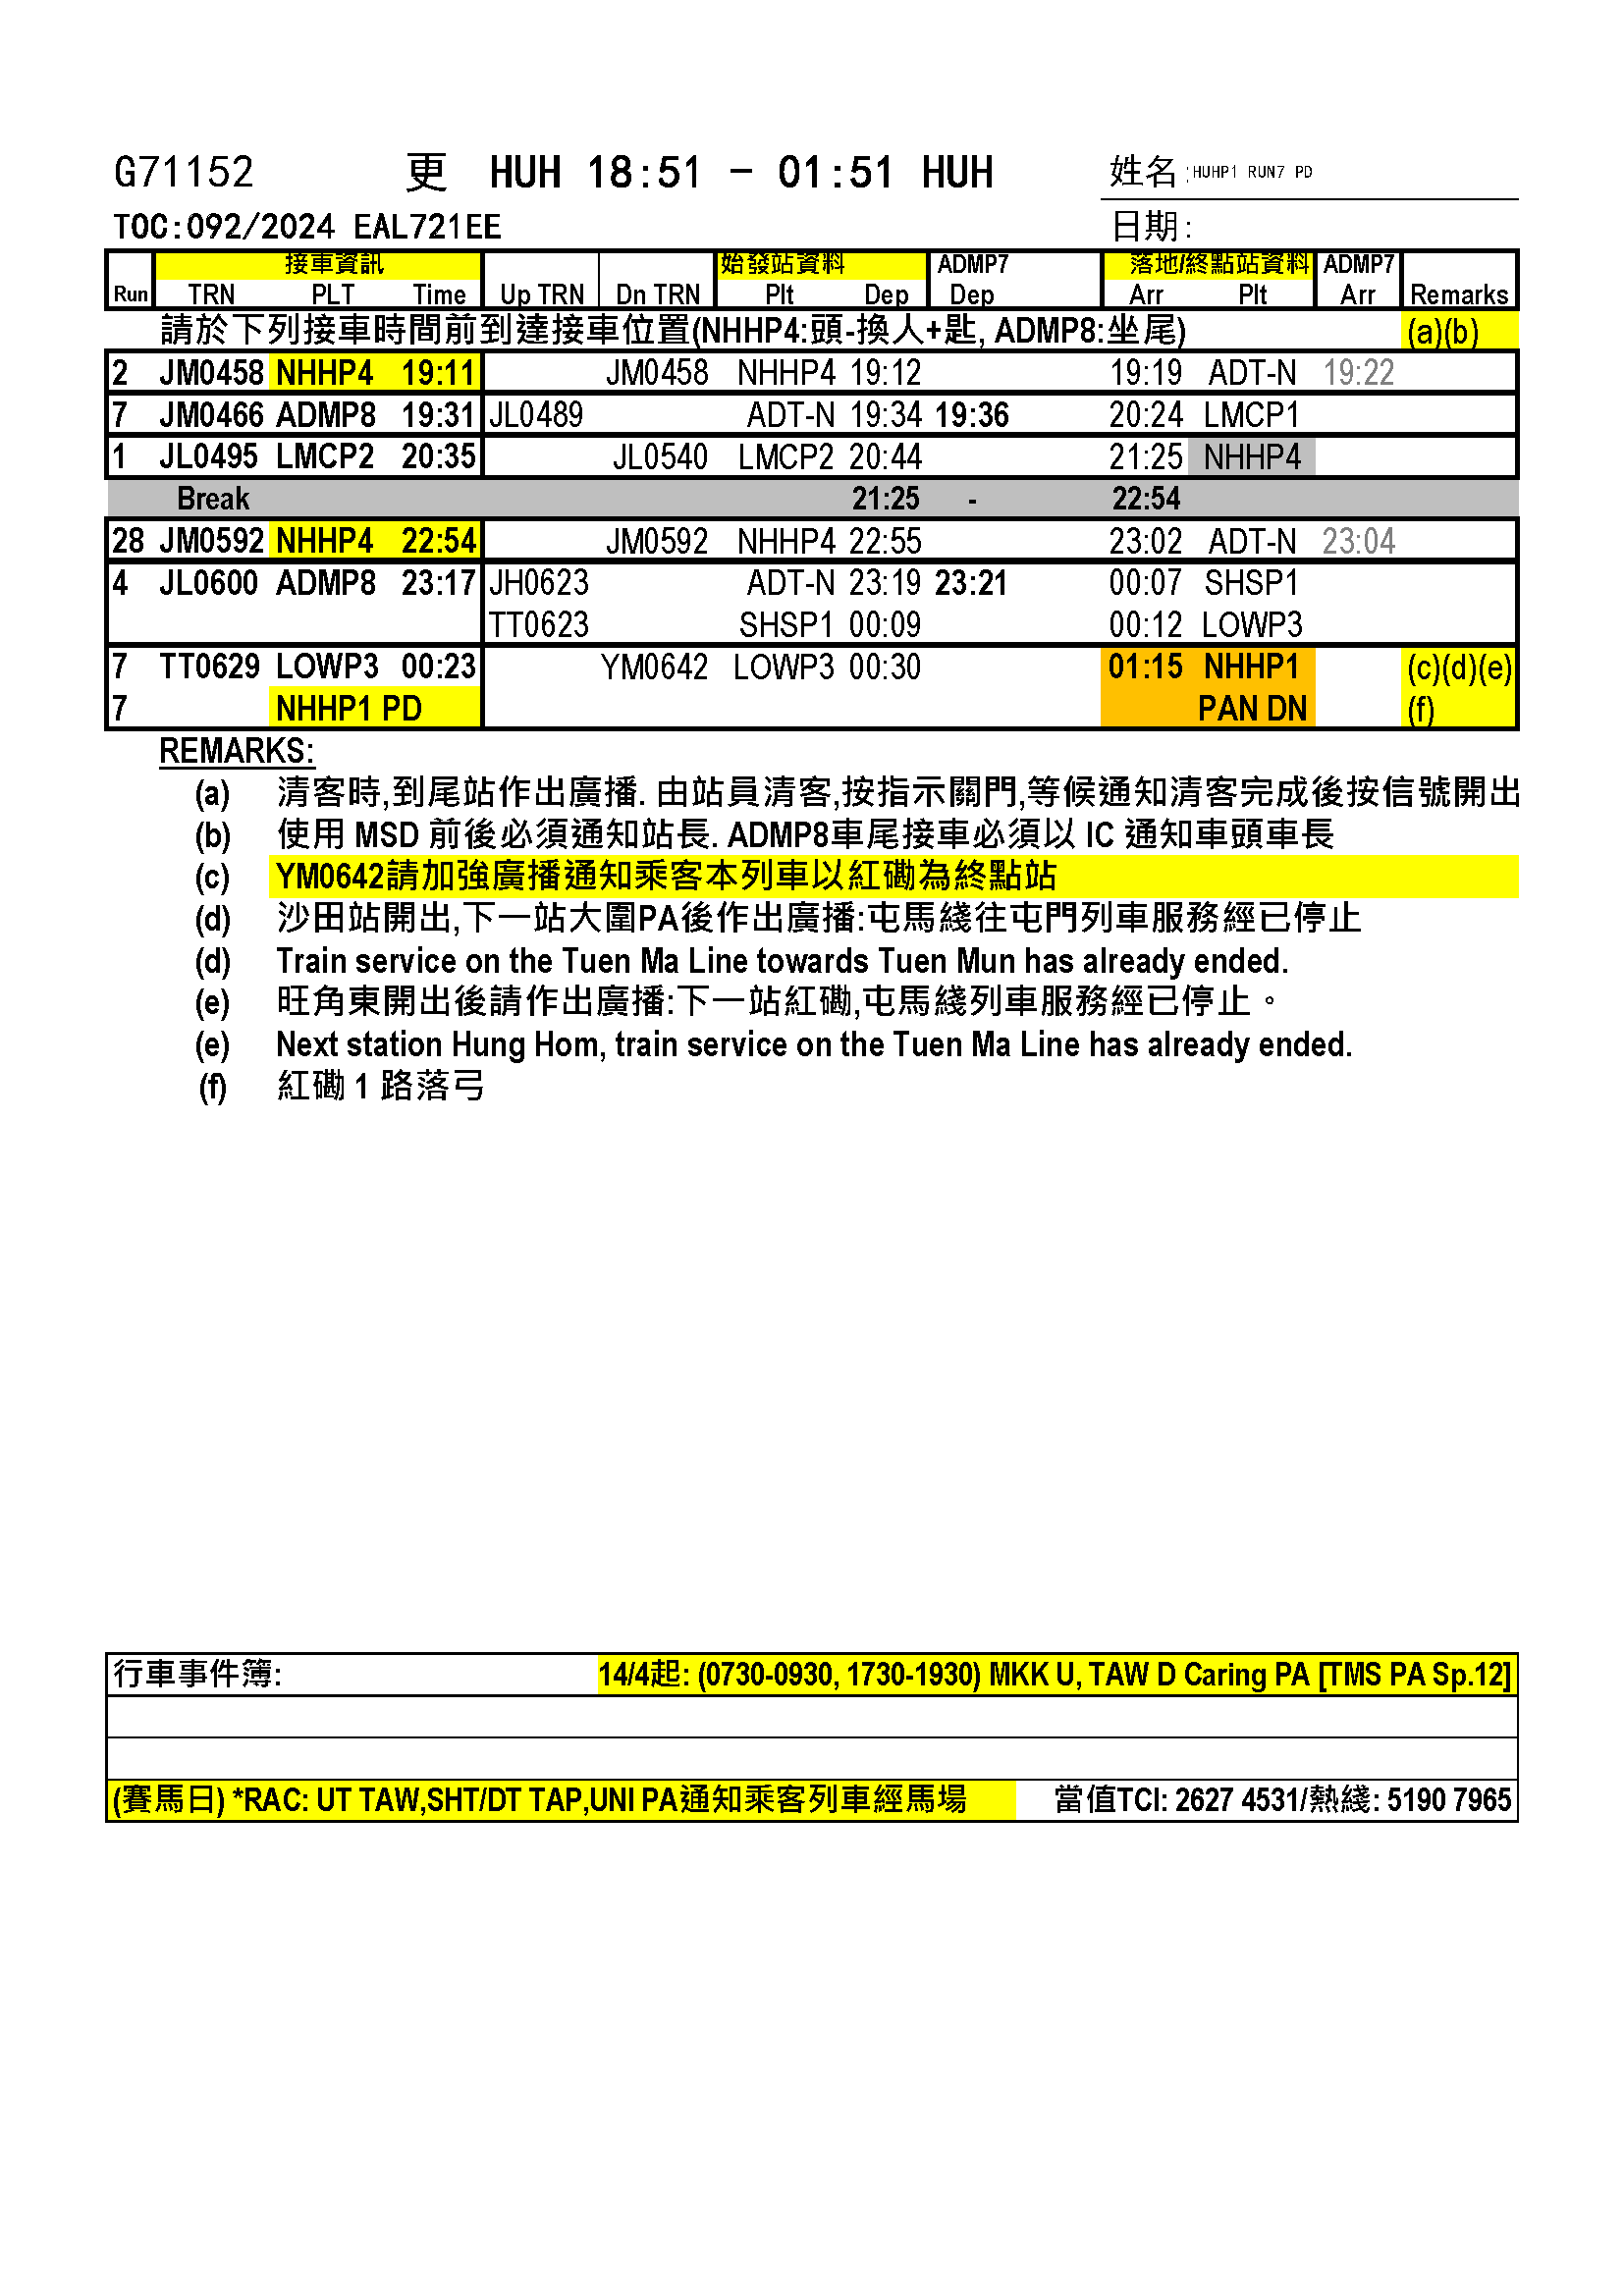 G71152 更 HUH 18:51 - 01:51 HUH 姓名:HUHP1 RUN7 PD
TOC:092/2024 EAL721EE 日期:
接車資訊 始發站資料 ADMP7 落地/終點站資料 ADMP7
Run TRN PLT Time Up TRN Dn TRN Plt Dep Dep Arr Plt Arr Remarks
請於下列接車時間前到達接車位置(NHHP4:頭-換人+匙, ADMP8:坐尾) (a)(b)
2 JM0458 NHHP4 19:11 JM0458 NHHP4 19:12 19:19 ADT-N 19:22
7 JM0466 ADMP8 19:31 JL0489 ADT-N 19:34 19:36 20:24 LMCP1
1 JL0495 LMCP2 20:35 JL0540 LMCP2 20:44 21:25 NHHP4
Break 21:25 - 22:54
28 JM0592 NHHP4 22:54 JM0592 NHHP4 22:55 23:02 ADT-N 23:04
4 JL0600 ADMP8 23:17 JH0623 ADT-N 23:19 23:21 00:07 SHSP1
TT0623 SHSP1 00:09 00:12 LOWP3
7 TT0629 LOWP3 00:23 YM0642 LOWP3 00:30 01:15 NHHP1 (c)(d)(e)
7 NHHP1 PD PAN DN (f)
REMARKS:
(a) 清客時,到尾站作出廣播. 由站員清客,按指示關門,等候通知清客完成後按信號開出
(b) 使用 MSD 前後必須通知站長. ADMP8車尾接車必須以 IC 通知車頭車長
(c) YM0642請加強廣播通知乘客本列車以紅磡為終點站
(d) 沙田站開出,下一站大圍PA後作出廣播:屯馬綫往屯門列車服務經已停止
(d) Train service on the Tuen Ma Line towards Tuen Mun has already ended.
(e) 旺角東開出後請作出廣播:下一站紅磡,屯馬綫列車服務經已停止。
(e) Next station Hung Hom, train service on the Tuen Ma Line has already ended.
(f) 紅磡 1 路落弓
行車事件簿: 14/4起: (0730-0930, 1730-1930) MKK U, TAW D Caring PA [TMS PA Sp.12]
(賽馬日) *RAC: UT TAW,SHT/DT TAP,UNI PA通知乘客列車經馬場 當值TCI: 2627 4531/熱綫: 5190 7965